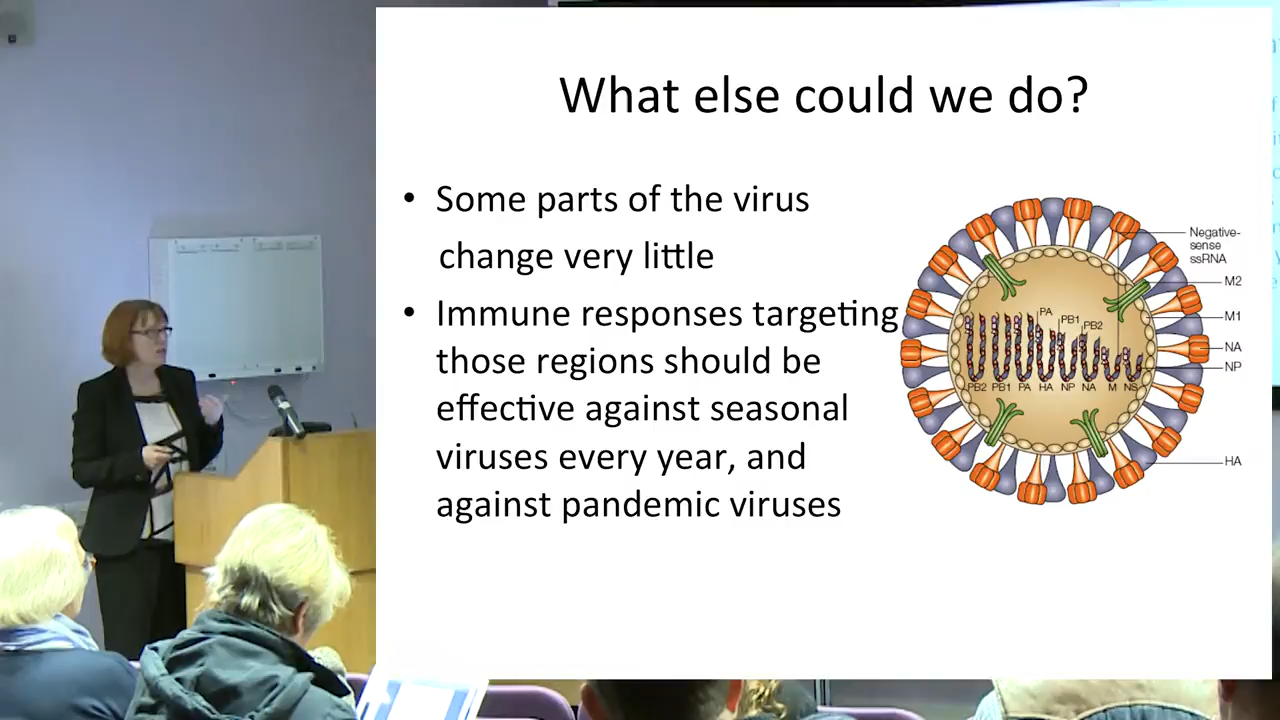 What else could we do?
• Some parts of the virus
change very little
• Immune responses targeting
those regions should be
effective against seasonal
viruses every year, and
against pandemic viruses
Negative-
sense
ssRNA
M2
M1
NA
NP
HA
PA
PB1
PB2
PB2 PB1 PA HA NP NA M NS